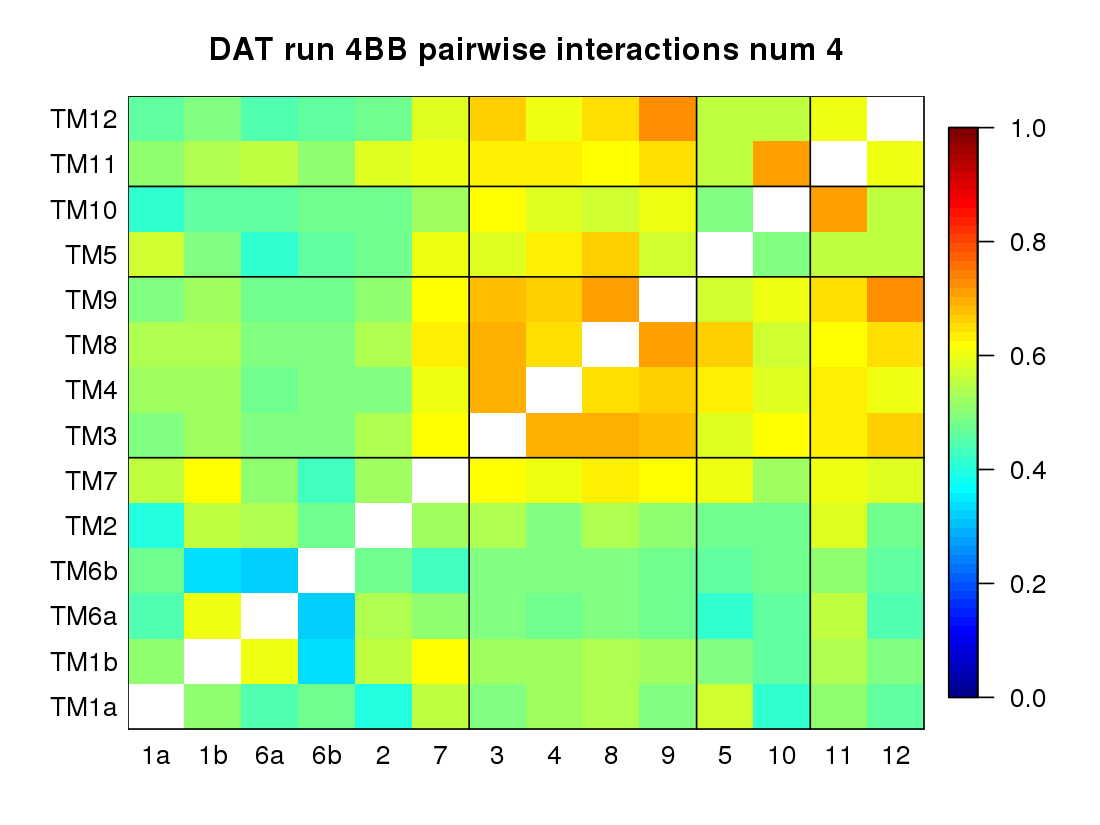 DAT run 4BB pairwise interactions num 4
TM12
TM11
TM10
TM5
TM9
TM8
TM4
TM3
TM7
TM2
TM6b
TM6a
TM1b
TM1a
1a 1b 6a 6b 2 7 3 4 8 9 5 10 11 12
1.0
0.8
0.6
0.4
0.2
0.0